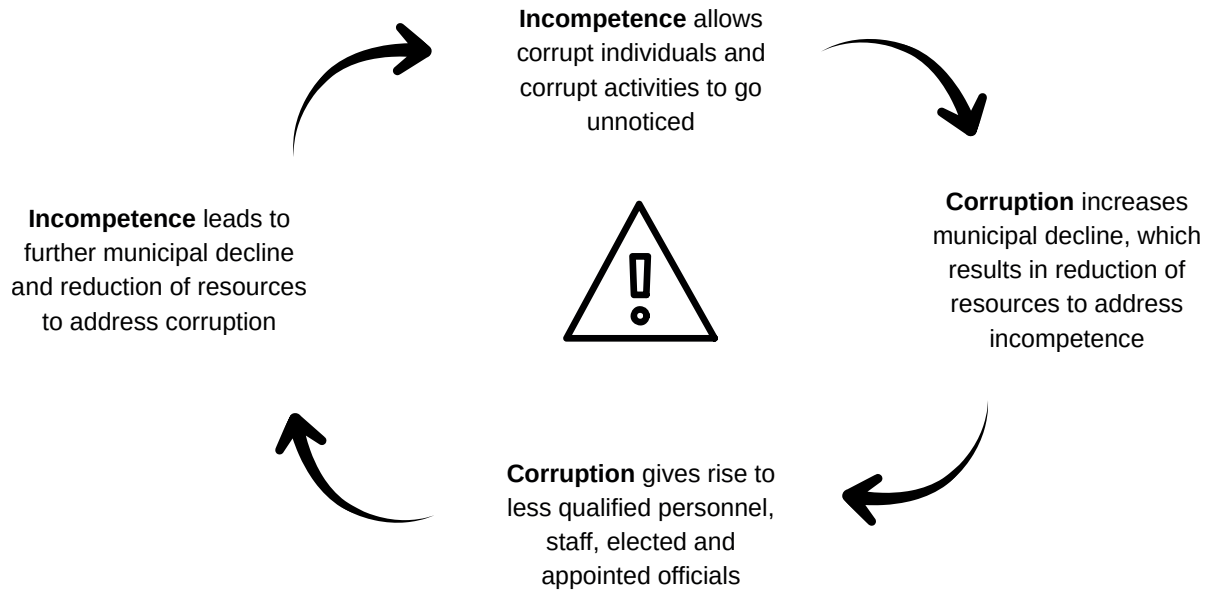 Incompetence allows
corrupt individuals and
corrupt activities to go
unnoticed
Corruption increases
municipal decline, which
results in reduction of
resources to address
incompetence
Corruption gives rise to
less qualified personnel,
staff, elected and
appointed officials
Incompetence leads to
further municipal decline
and reduction of resources
to address corruption